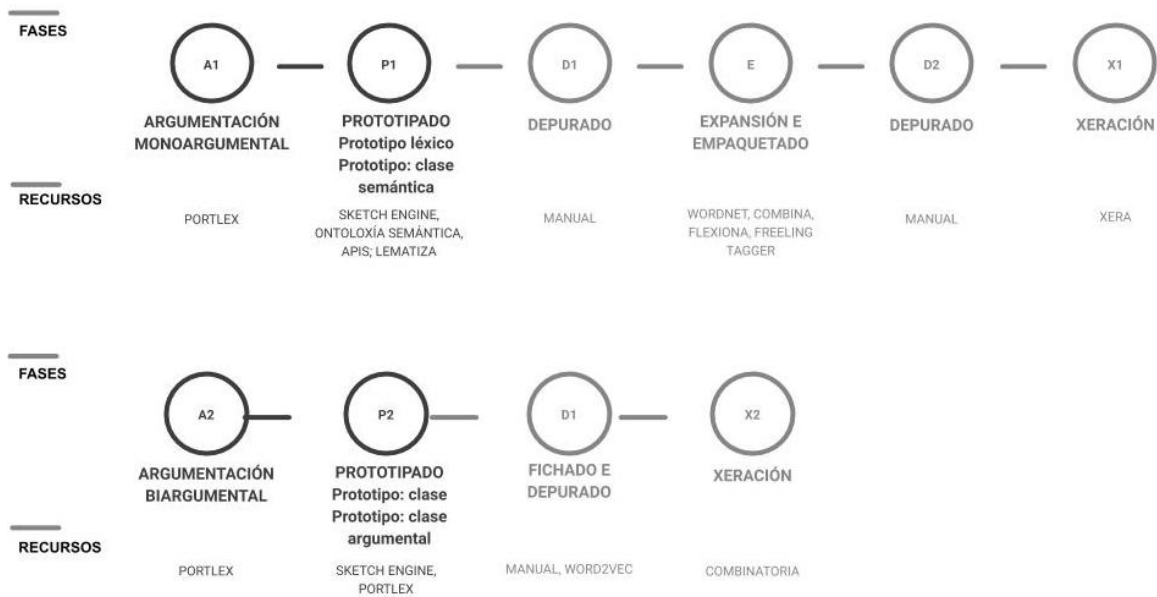 FASES
A1
P1
D1
E
D2
X1
ARGUMENTACIÓN
MONOARGUMENTAL
PROTOTIPADO
Prototipo léxico
Prototipo: clase
semántica
DEPURADO
EXPANSIÓN E
EMPAQUETADO
DEPURADO
XERACIÓN
RECURSOS
PORTLEX
SKETCH ENGINE,
ONTOLOXÍA SEMÁNTICA,
APIS; LEMATIZA
MANUAL
WORDNET, COMBINA,
FLEXIONA, FREELING
TAGGER
MANUAL
XERA
FASES
A2
P2
D1
X2
ARGUMENTACIÓN
BIARGUMENTAL
PROTOTIPADO
Prototipo: clase
Prototipo: clase
argumental
FICHADO E
DEPURADO
XERACIÓN
RECURSOS
PORTLEX
SKETCH ENGINE,
PORTLEX
MANUAL, WORD2VEC
COMBINATORIA